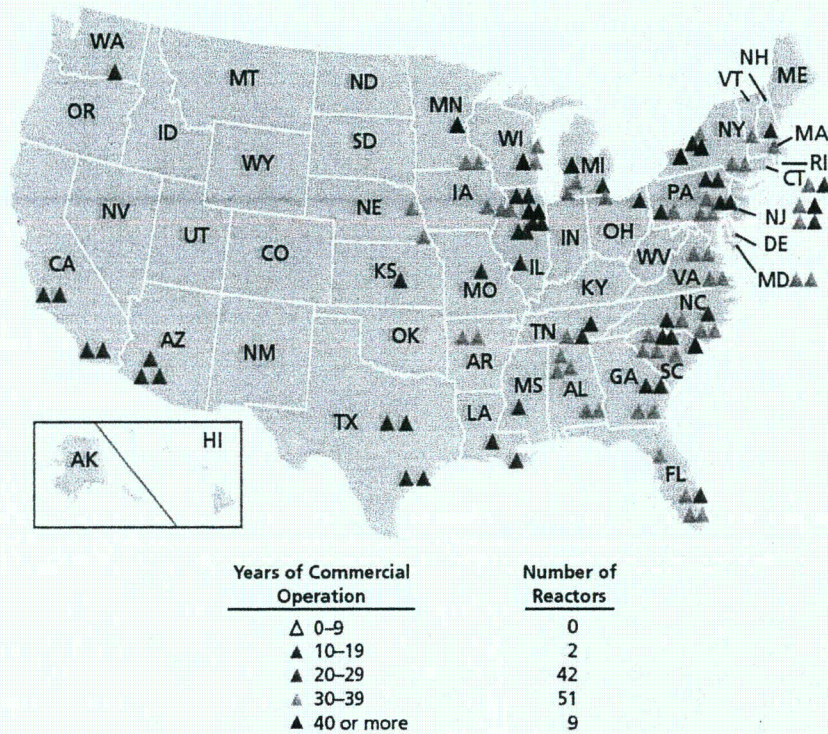 WA
NH
ME
VT
MT
ND
MN
OR
NY
MA
ID
SD
WI
MI
RI
WY
CT
IA
PA
NV
NE
NJ
UT
IN
OH
CO
DE
CA
IL
WV
KS
MO
VA
MD
KY
NC
TN
AZ
OK
NM
AR
SC
MS
AL
GA
TX
LA
HI
AK
FL
Years of Commercial Operation
Number of Reactors
0–9 0
10–19 2
20–29 42
30–39 51
40 or more 9